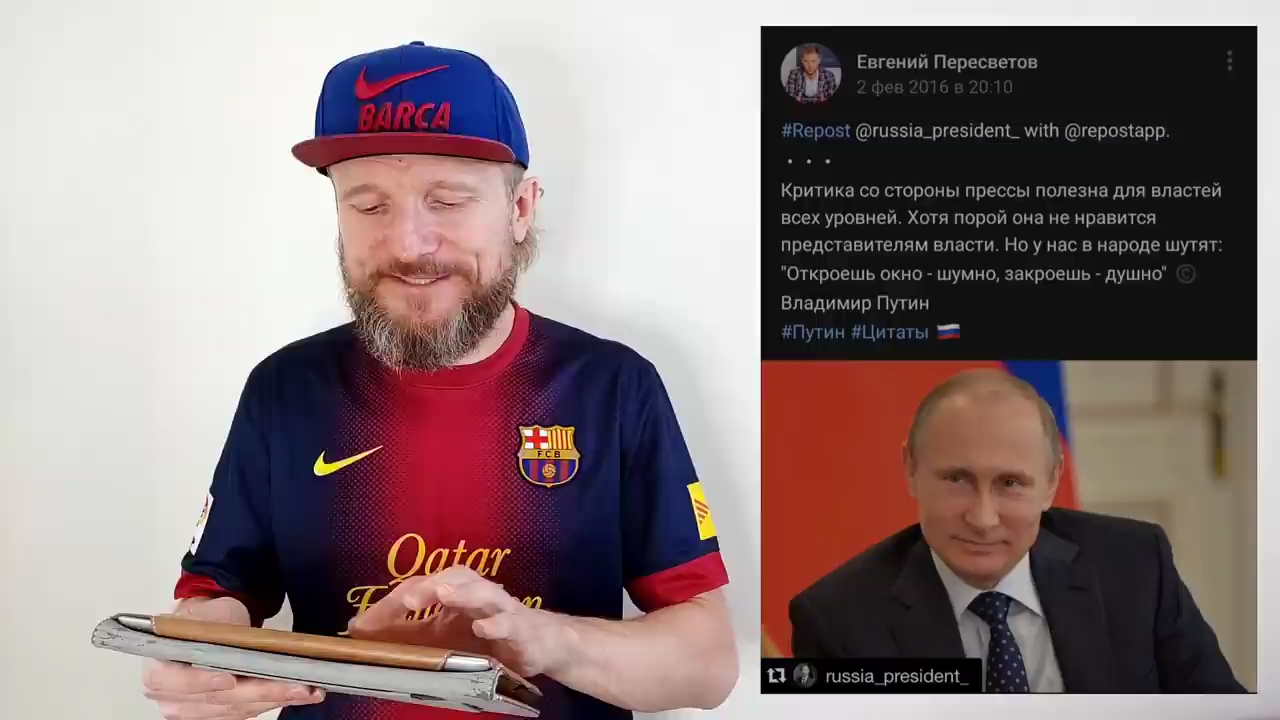 BARCA
FCB
Qatar
Евгений Пересветов
2 фев 2016 в 20:10
#Repost @russia_president_ with @repostapp.
• • •
Критика со стороны прессы полезна для властей
всех уровней. Хотя порой она не нравится
представителям власти. Но у нас в народе шутят:
"Откроешь окно - шумно, закроешь - душно" ©
Владимир Путин
#Путин #Цитаты 🇷🇺
russia_president_